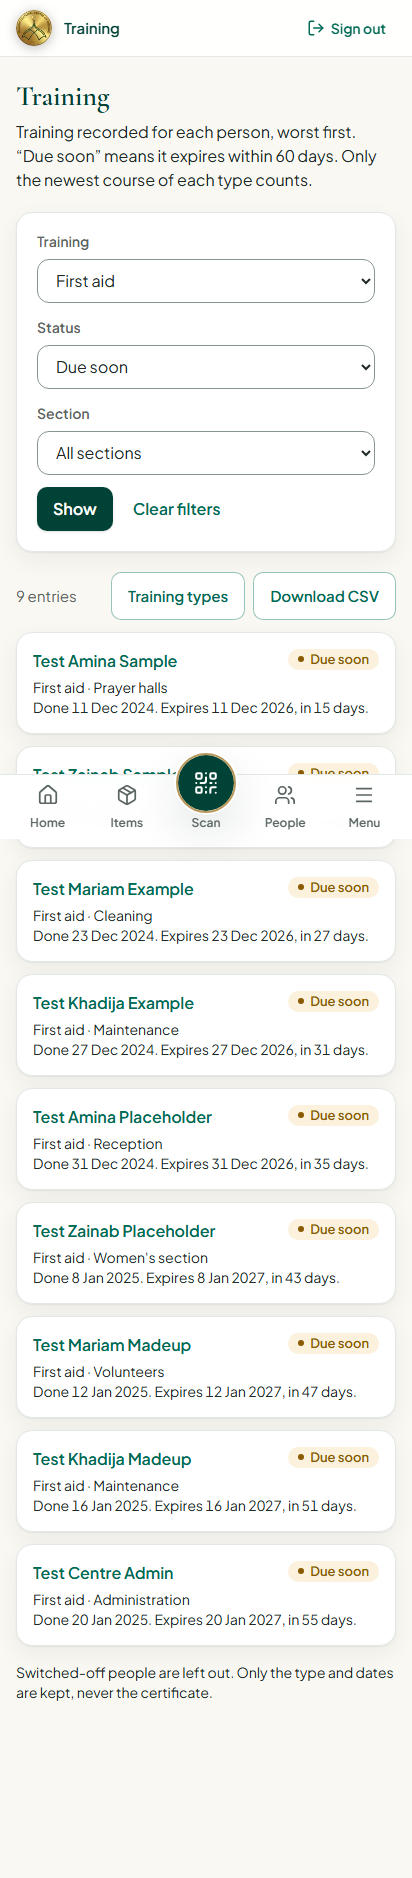 Training
Sign out
Training
Training recorded for each person, worst first.
“Due soon” means it expires within 60 days. Only
the newest course of each type counts.
Training
First aid
Status
Due soon
Section
All sections
Show
Clear filters
9 entries
Training types
Download CSV
Test Amina Sample
Due soon
First aid · Prayer halls
Done 11 Dec 2024. Expires 11 Dec 2026, in 15 days.
Test Zainab Sample
Due soon
Home
Items
Scan
People
Menu
Test Mariam Example
Due soon
First aid · Cleaning
Done 23 Dec 2024. Expires 23 Dec 2026, in 27 days.
Test Khadija Example
Due soon
First aid · Maintenance
Done 27 Dec 2024. Expires 27 Dec 2026, in 31 days.
Test Amina Placeholder
Due soon
First aid · Reception
Done 31 Dec 2024. Expires 31 Dec 2026, in 35 days.
Test Zainab Placeholder
Due soon
First aid · Women's section
Done 8 Jan 2025. Expires 8 Jan 2027, in 43 days.
Test Mariam Madeup
Due soon
First aid · Volunteers
Done 12 Jan 2025. Expires 12 Jan 2027, in 47 days.
Test Khadija Madeup
Due soon
First aid · Maintenance
Done 16 Jan 2025. Expires 16 Jan 2027, in 51 days.
Test Centre Admin
Due soon
First aid · Administration
Done 20 Jan 2025. Expires 20 Jan 2027, in 55 days.
Switched-off people are left out. Only the type and dates
are kept, never the certificate.